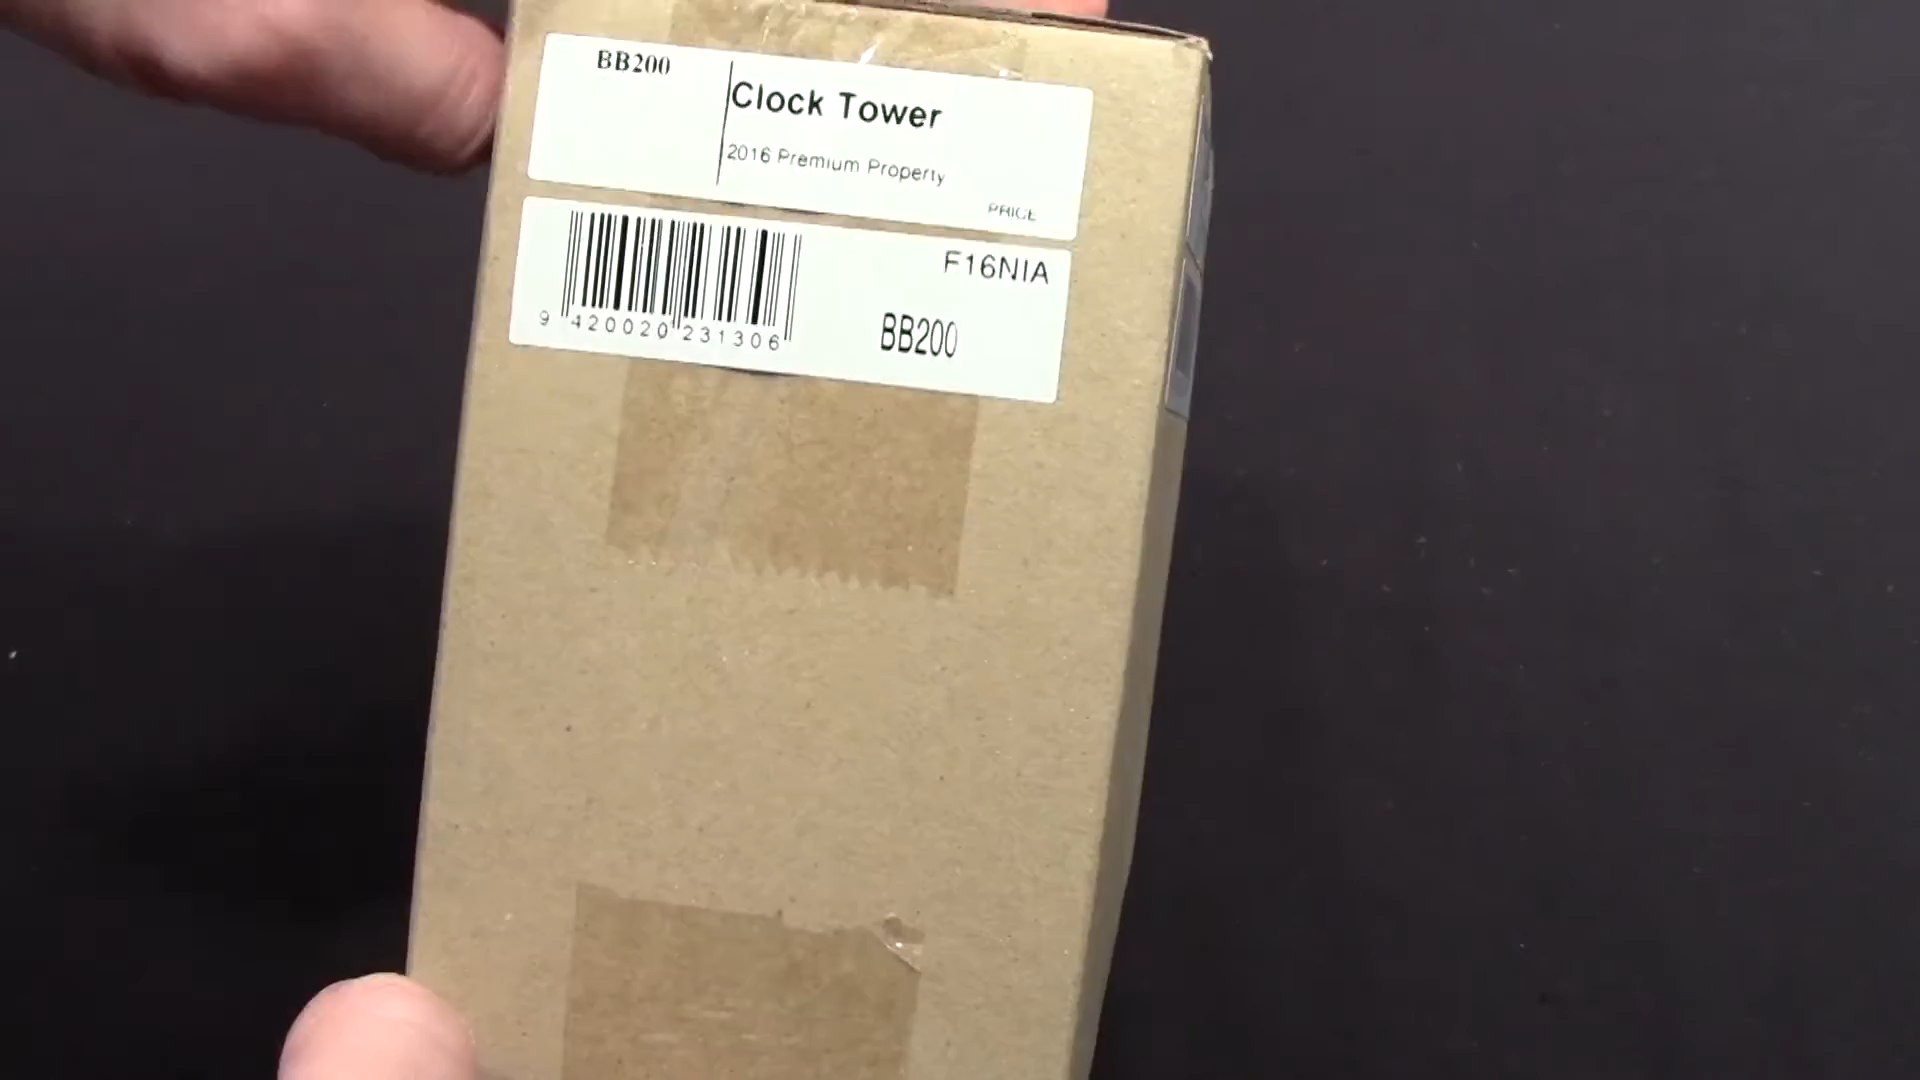 BB200
Clock Tower
2016 Premium Property
PRICE
F16NIA
9 420020 231306
BB200